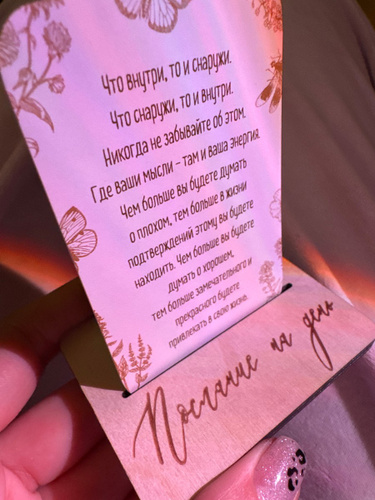 Что внутри, то и снаружи.
Что снаружи, то и внутри.
Никогда не забывайте об этом.
Где ваши мысли – там и ваша энергия.
Чем больше вы будете думать
о плохом, тем больше в жизни
подтверждений этому вы будете
находить. Чем больше вы будете
думать о хорошем,
тем больше замечательного и
прекрасного будете
привлекать в свою жизнь.
Послание на день